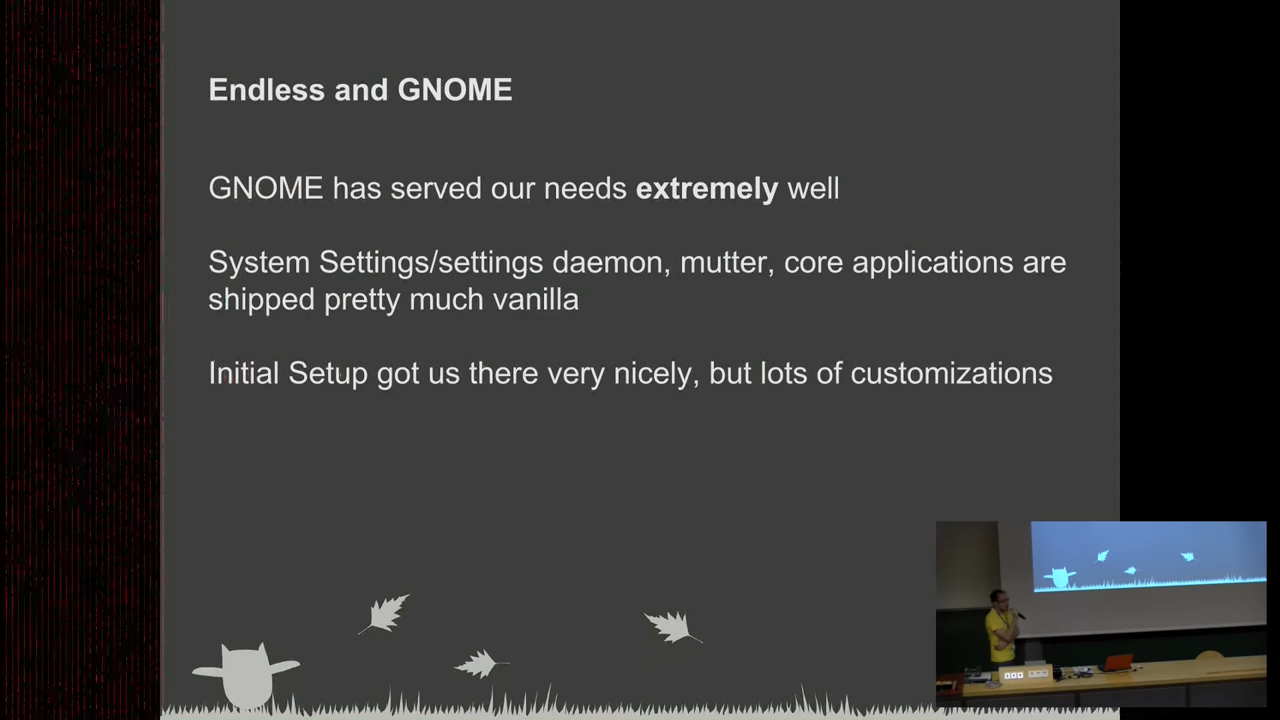 Endless and GNOME
GNOME has served our needs extremely well
System Settings/settings daemon, mutter, core applications are
shipped pretty much vanilla
Initial Setup got us there very nicely, but lots of customizations